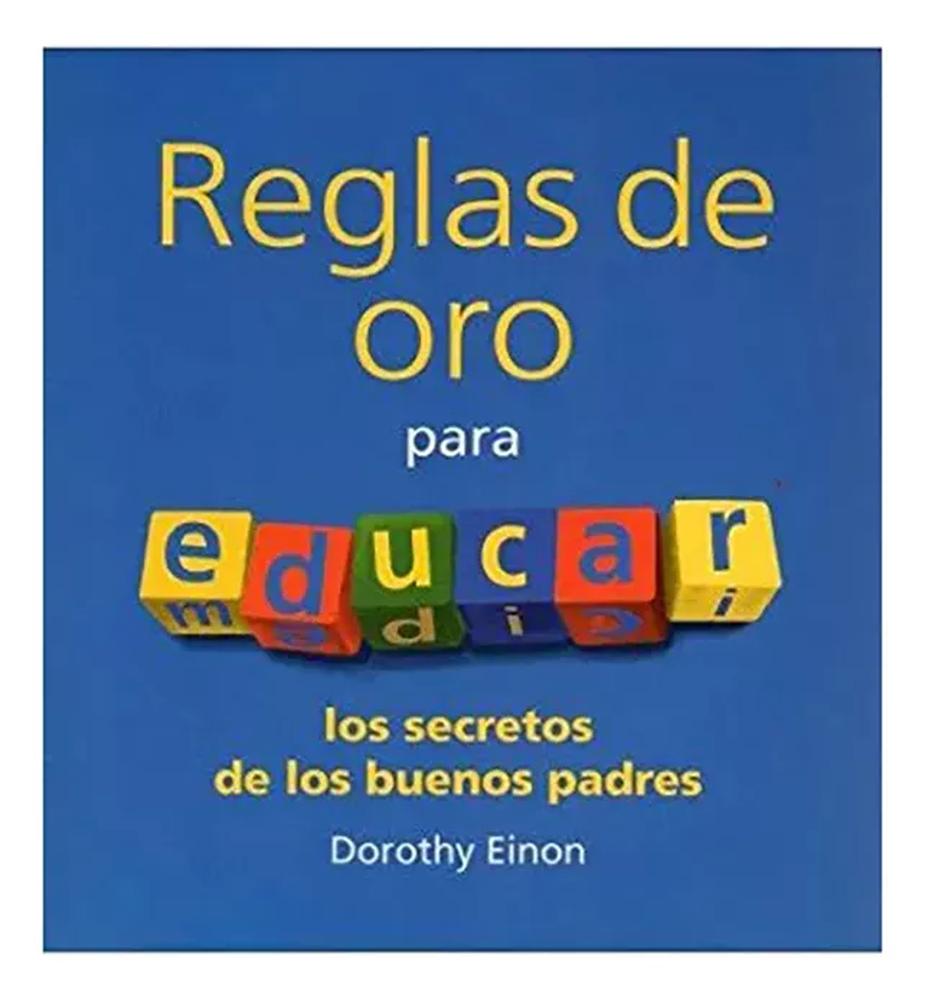 Reglas de
oro
para
educar
los secretos
de los buenos padres
Dorothy Einon